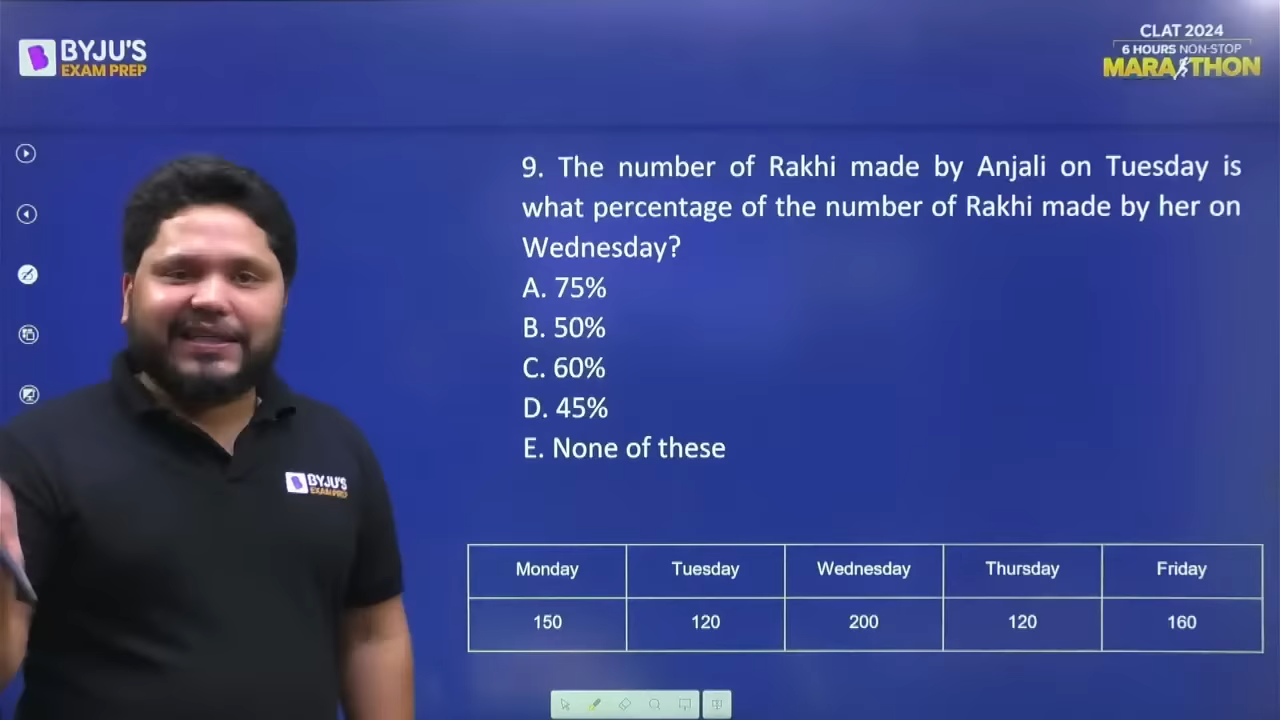 BYJU'S
EXAM PREP
CLAT 2024
6 HOURS NON-STOP
MARATHON
9. The number of Rakhi made by Anjali on Tuesday is
what percentage of the number of Rakhi made by her on
Wednesday?
A. 75%
B. 50%
C. 60%
D. 45%
E. None of these
BYJU'S
EXAM PREP
Monday Tuesday Wednesday Thursday Friday
150 120 200 120 160